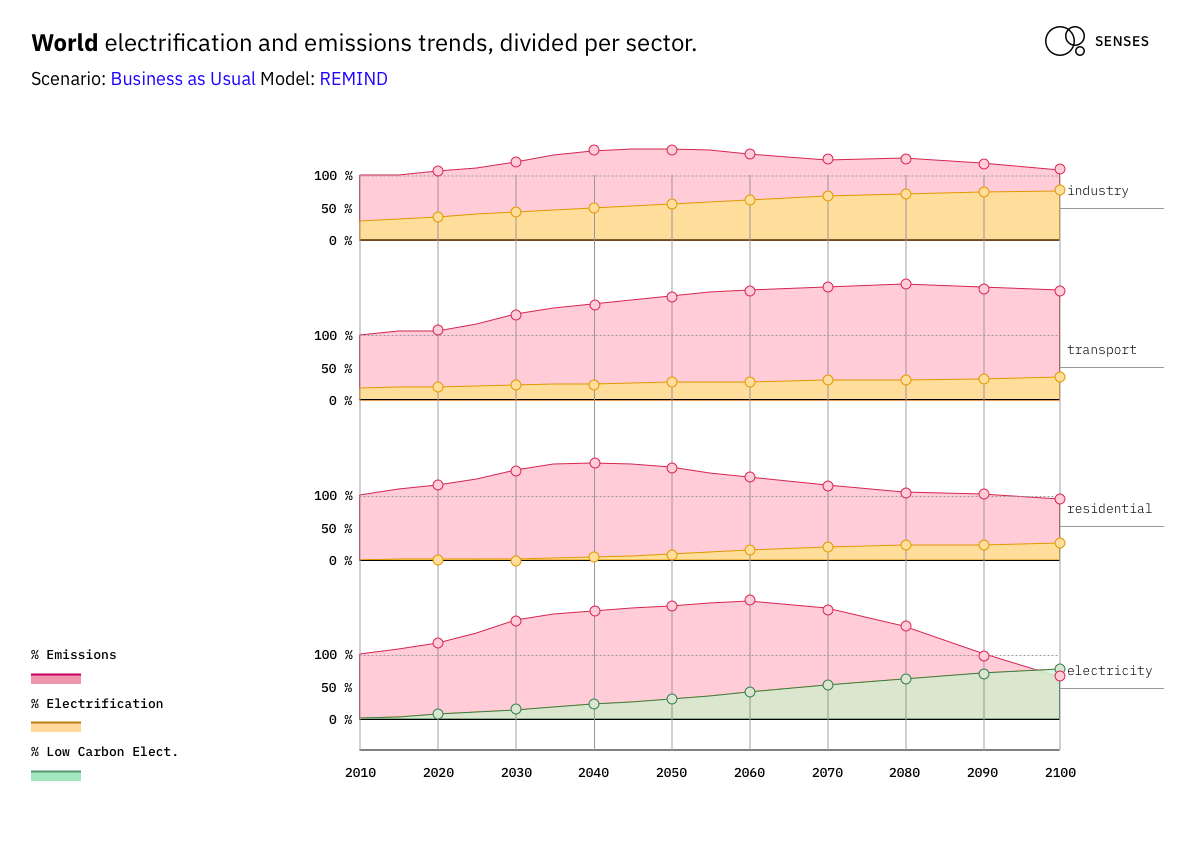 World electrification and emissions trends, divided per sector.
SENSES
Scenario: Business as Usual Model: REMIND
100 %
50 %
0 %
industry
100 %
50 %
0 %
transport
100 %
50 %
0 %
residential
100 %
50 %
0 %
electricity
% Emissions
% Electrification
% Low Carbon Elect.
2010 2020 2030 2040 2050 2060 2070 2080 2090 2100